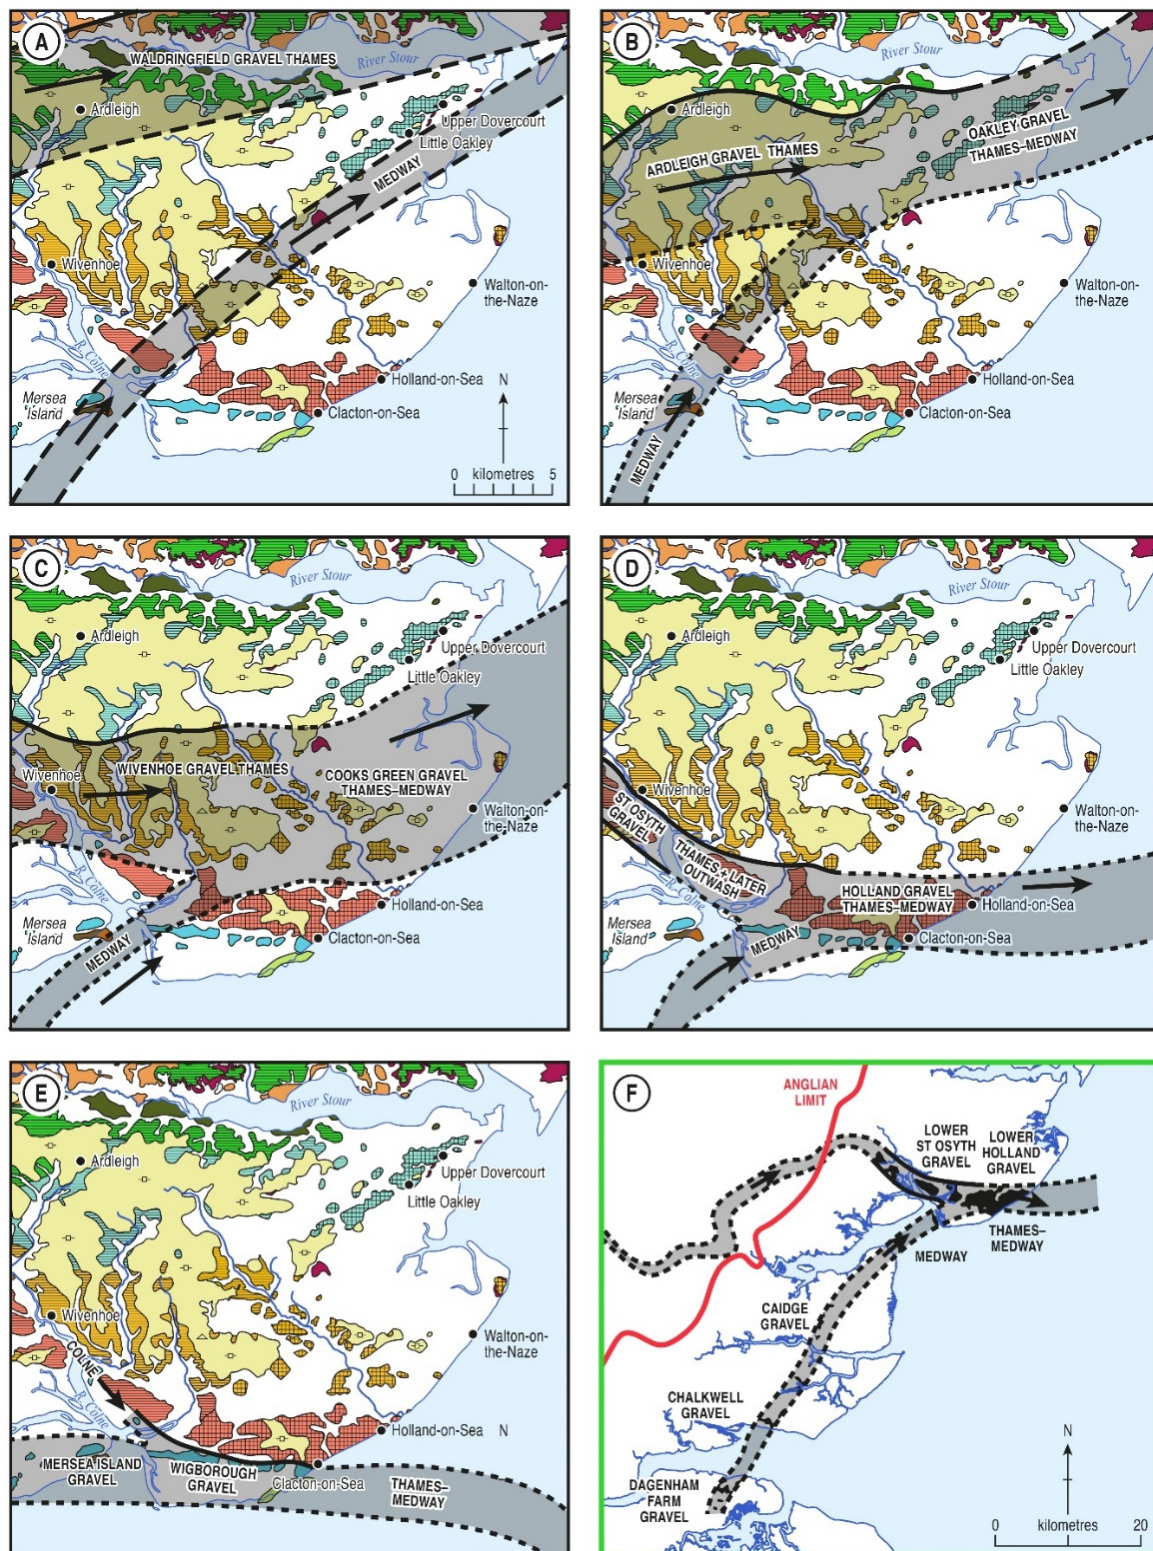 A
WALDRINGFIELD GRAVEL THAMES
River Stour
Ardleigh
Upper Dovercourt
Little Oakley
MEDWAY
Wivenhoe
Walton-on-
the-Naze
R. Colne
Mersea
Island
Holland-on-Sea
Clacton-on-Sea
N
0 kilometres 5
B
River Stour
Ardleigh
OAKLEY GRAVEL
THAMES–MEDWAY
ARDLEIGH GRAVEL THAMES
Wivenhoe
Walton-on-
the-Naze
R. Colne
Mersea
Island
Holland-on-Sea
Clacton-on-Sea
MEDWAY
C
River Stour
Ardleigh
Upper Dovercourt
Little Oakley
Wivenhoe
WIVENHOE GRAVEL THAMES
COOKS GREEN GRAVEL
THAMES–MEDWAY
Walton-on-
the-Naze
R. Colne
Mersea
Island
Holland-on-Sea
Clacton-on-Sea
MEDWAY
D
River Stour
Ardleigh
Upper Dovercourt
Little Oakley
Wivenhoe
Walton-on-
the-Naze
ST OSYTH
GRAVEL
THAMES + LATER
OUTWASH
R. Colne
HOLLAND GRAVEL
THAMES–MEDWAY
Holland-on-Sea
Mersea
Island
MEDWAY
Clacton-on-Sea
E
River Stour
Ardleigh
Upper Dovercourt
Little Oakley
Wivenhoe
Walton-on-
the-Naze
COLNE
R. Colne
Holland-on-Sea
N
MERSEA ISLAND
GRAVEL
WIGBOROUGH
GRAVEL
Clacton-on-Sea
THAMES–
MEDWAY
F
ANGLIAN
LIMIT
LOWER
ST OSYTH
GRAVEL
LOWER
HOLLAND
GRAVEL
THAMES–
MEDWAY
MEDWAY
CAIDGE
GRAVEL
CHALKWELL
GRAVEL
DAGENHAM
FARM
GRAVEL
N
0 kilometres 20